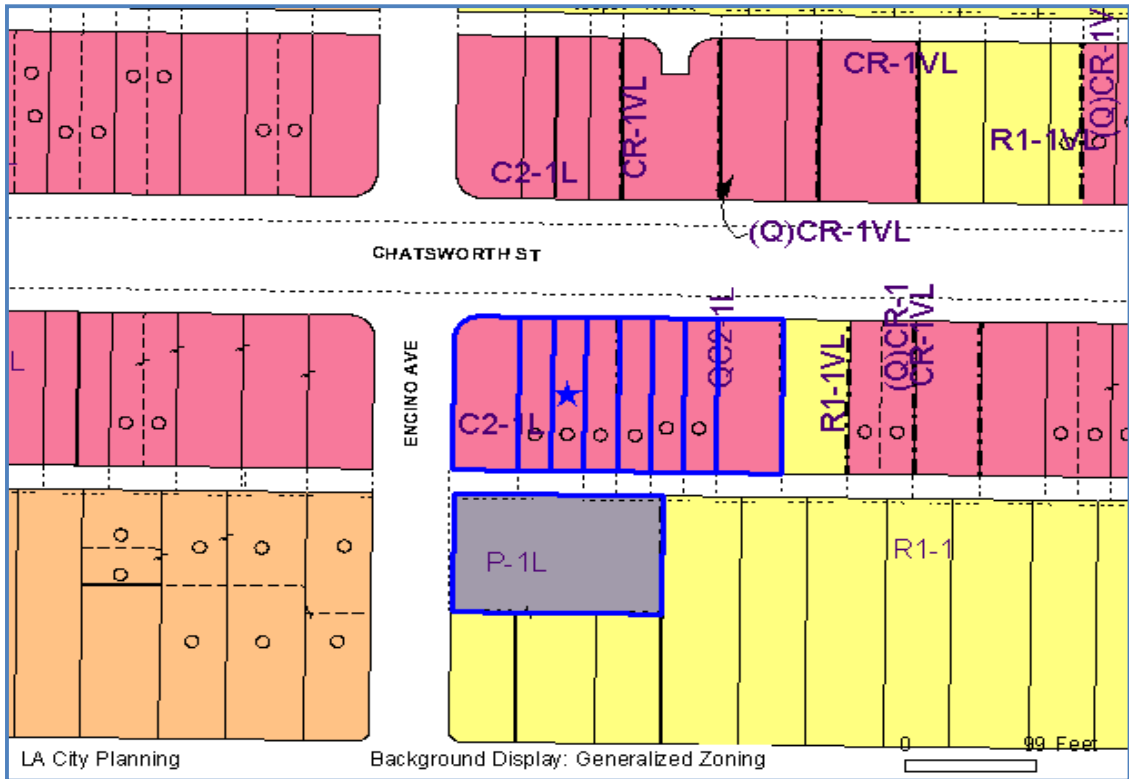 (Q)CR-1V
CR-1VL
CR-1VL
R1-1VL
C2-1L
(Q)CR-1VL
CHATSWORTH ST
QC2-1L
(Q)CR-1
CR-1VL
R1-1VL
L
ENCINO AVE
C2-1L
P-1L
R1-1
0 99 Feet
LA City Planning
Background Display: Generalized Zoning